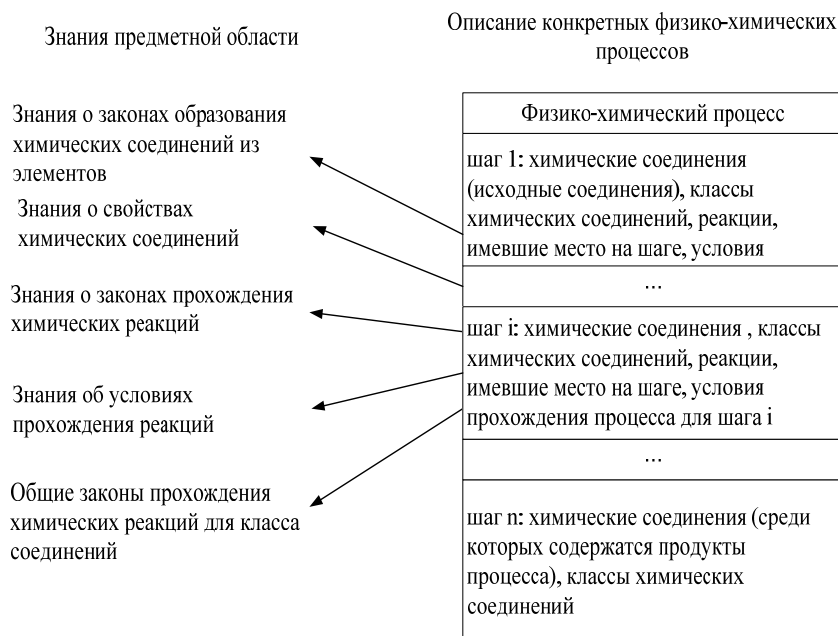 Знания предметной области
Знания о законах образования
химических соединений из
элементов
Знания о свойствах
химических соединений
Знания о законах прохождения
химических реакций
Знания об условиях
прохождения реакций
Общие законы прохождения
химических реакций для класса
соединений
Описание конкретных физико-химических
процессов
Физико-химический процесс
шаг 1: химические соединения
(исходные соединения), классы
химических соединений, реакции,
имевшие место на шаге, условия
...
шаг i: химические соединения , классы
химических соединений, реакции,
имевшие место на шаге, условия
прохождения процесса для шага i
...
шаг n: химические соединения (среди
которых содержатся продукты
процесса), классы химических
соединений